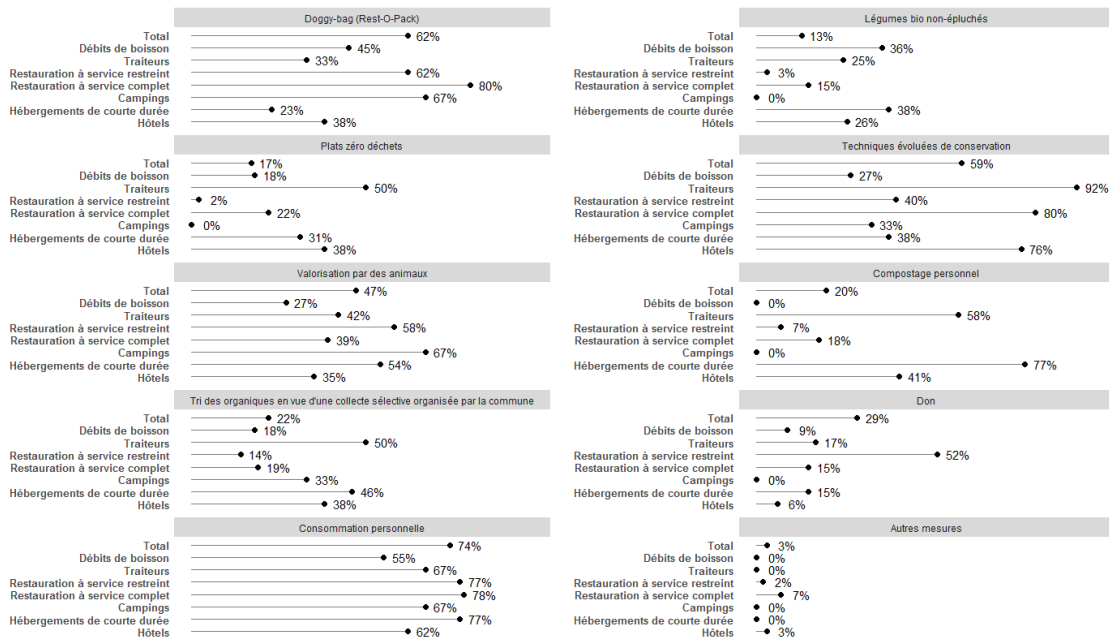 Doggy-bag (Rest-O-Pack)
Total 62%
Débits de boisson 45%
Traiteurs 33%
Restauration à service restreint 62%
Restauration à service complet 80%
Campings 67%
Hébergements de courte durée 23%
Hôtels 38%
Légumes bio non-épluchés
Total 13%
Débits de boisson 36%
Traiteurs 25%
Restauration à service restreint 3%
Restauration à service complet 15%
Campings 0%
Hébergements de courte durée 38%
Hôtels 26%
Plats zéro déchets
Total 17%
Débits de boisson 18%
Traiteurs 50%
Restauration à service restreint 2%
Restauration à service complet 22%
Campings 0%
Hébergements de courte durée 31%
Hôtels 38%
Techniques évoluées de conservation
Total 59%
Débits de boisson 27%
Traiteurs 92%
Restauration à service restreint 40%
Restauration à service complet 80%
Campings 33%
Hébergements de courte durée 38%
Hôtels 76%
Valorisation par des animaux
Total 47%
Débits de boisson 27%
Traiteurs 42%
Restauration à service restreint 58%
Restauration à service complet 39%
Campings 67%
Hébergements de courte durée 54%
Hôtels 35%
Compostage personnel
Total 20%
Débits de boisson 0%
Traiteurs 58%
Restauration à service restreint 7%
Restauration à service complet 18%
Campings 0%
Hébergements de courte durée 77%
Hôtels 41%
Tri des organiques en vue d'une collecte sélective organisée par la commune
Total 22%
Débits de boisson 18%
Traiteurs 50%
Restauration à service restreint 14%
Restauration à service complet 19%
Campings 33%
Hébergements de courte durée 46%
Hôtels 38%
Don
Total 29%
Débits de boisson 9%
Traiteurs 17%
Restauration à service restreint 52%
Restauration à service complet 15%
Campings 0%
Hébergements de courte durée 15%
Hôtels 6%
Consommation personnelle
Total 74%
Débits de boisson 55%
Traiteurs 67%
Restauration à service restreint 77%
Restauration à service complet 78%
Campings 67%
Hébergements de courte durée 77%
Hôtels 62%
Autres mesures
Total 3%
Débits de boisson 0%
Traiteurs 0%
Restauration à service restreint 2%
Restauration à service complet 7%
Campings 0%
Hébergements de courte durée 0%
Hôtels 3%